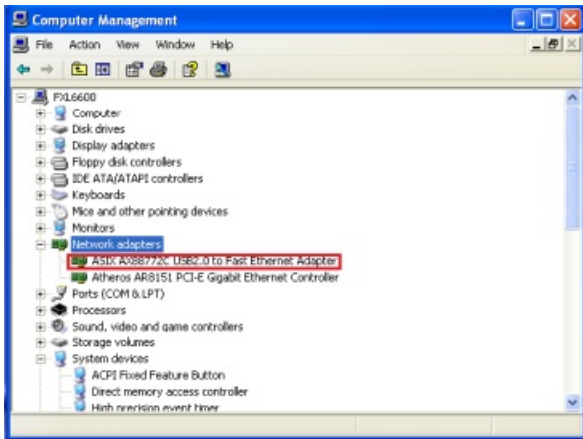 Computer Management
File Action View Window Help
FXL6600
Computer
Disk drives
Display adapters
Floppy disk controllers
IDE ATA/ATAPI controllers
Keyboards
Mice and other pointing devices
Monitors
Network adapters
ASIX AX88772C USB2.0 to Fast Ethernet Adapter
Atheros AR8151 PCI-E Gigabit Ethernet Controller
Ports (COM & LPT)
Processors
Sound, video and game controllers
Storage volumes
System devices
ACPI Fixed Feature Button
Direct memory access controller
High precision event timer